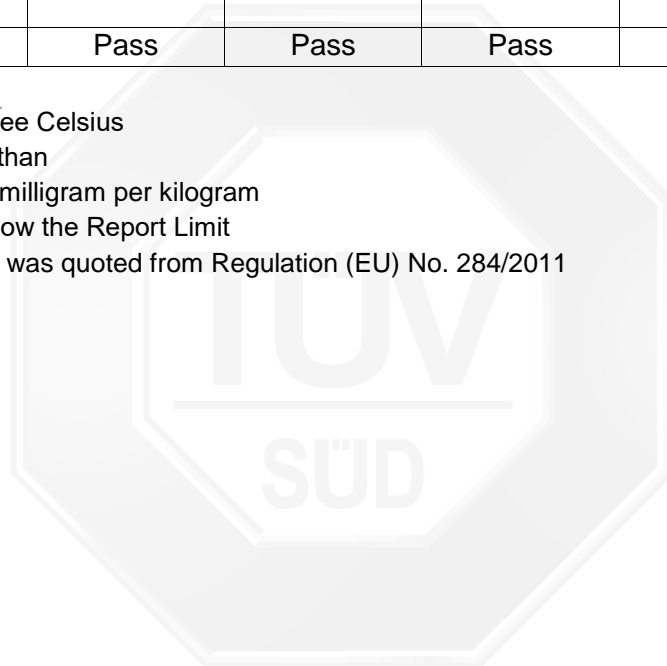 Pass Pass Pass
ee Celsius
than
milligram per kilogram
ow the Report Limit
was quoted from Regulation (EU) No. 284/2011
TÜV
SÜD